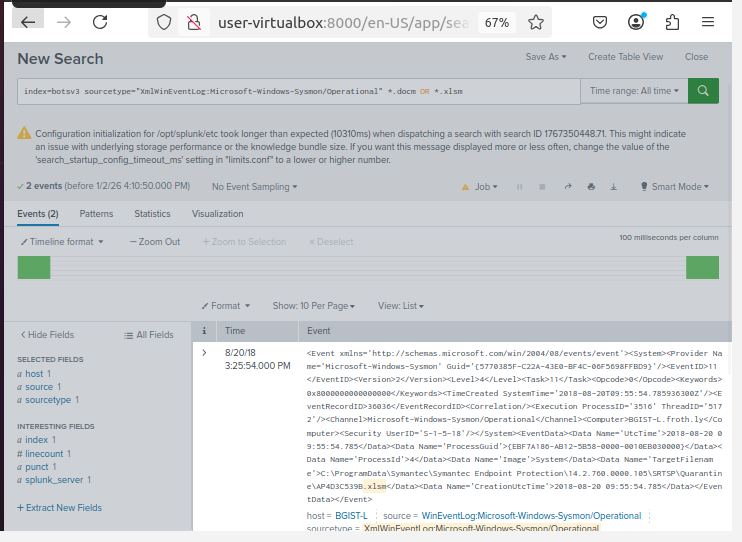 user-virtualbox:8000/en-US/app/sea
67%
New Search
Save As
Create Table View
Close
index=botsv3 sourcetype="XmlWinEventLog:Microsoft-Windows-Sysmon/Operational" *.docm OR *.xlsm
Time range: All time
Configuration initialization for /opt/splunk/etc took longer than expected (10310ms) when dispatching a search with search ID 1767350448.71. This might indicate
an issue with underlying storage performance or the knowledge bundle size. If you want this message displayed more or less often, change the value of the
'search_startup_config_timeout_ms' setting in "limits.conf" to a lower or higher number.
✓ 2 events (before 1/2/26 4:10:50.000 PM)
No Event Sampling
Job
Smart Mode
Events (2)
Patterns
Statistics
Visualization
Timeline format
— Zoom Out
+ Zoom to Selection
× Deselect
100 milliseconds per column
Format
Show: 10 Per Page
View: List
< Hide Fields
All Fields
i
Time
Event
SELECTED FIELDS
a host 1
a source 1
a sourcetype 1
INTERESTING FIELDS
a index 1
# linecount 1
a punct 1
a splunk_server 1
+ Extract New Fields
>
8/20/18
3:25:54.000 PM
<Event xmlns='http://schemas.microsoft.com/win/2004/08/events/event'><System><Provider Na
me='Microsoft-Windows-Sysmon' Guid='{5770385F-C22A-43E0-BF4C-06F5698FFBD9}'/><EventID>11
</EventID><Version>2</Version><Level>4</Level><Task>11</Task><Opcode>0</Opcode><Keywords>
0x8000000000000000</Keywords><TimeCreated SystemTime='2018-08-20T09:55:54.785936300Z'/><E
ventRecordID>36036</EventRecordID><Correlation/><Execution ProcessID='3516' ThreadID='517
2'/><Channel>Microsoft-Windows-Sysmon/Operational</Channel><Computer>BGIST-L.froth.ly</Co
mputer><Security UserID='S-1-5-18'/></System><EventData><Data Name='UtcTime'>2018-08-20 0
9:55:54.785</Data><Data Name='ProcessGuid'>{EBF7A186-AB12-5B58-0000-0010EB030000}</Data><
Data Name='ProcessId'>4</Data><Data Name='Image'>System</Data><Data Name='TargetFilenam
e'>C:\ProgramData\Symantec\Symantec Endpoint Protection\14.2.760.0000.105\SRTSP\Quarantin
e\AP4D3C539B.xlsm</Data><Data Name='CreationUtcTime'>2018-08-20 09:55:54.785</Data></Even
tData></Event>
host = BGIST-L
source = WinEventLog:Microsoft-Windows-Sysmon/Operational
sourcetype = XmlWinEventLog:Microsoft-Windows-Sysmon/Operational